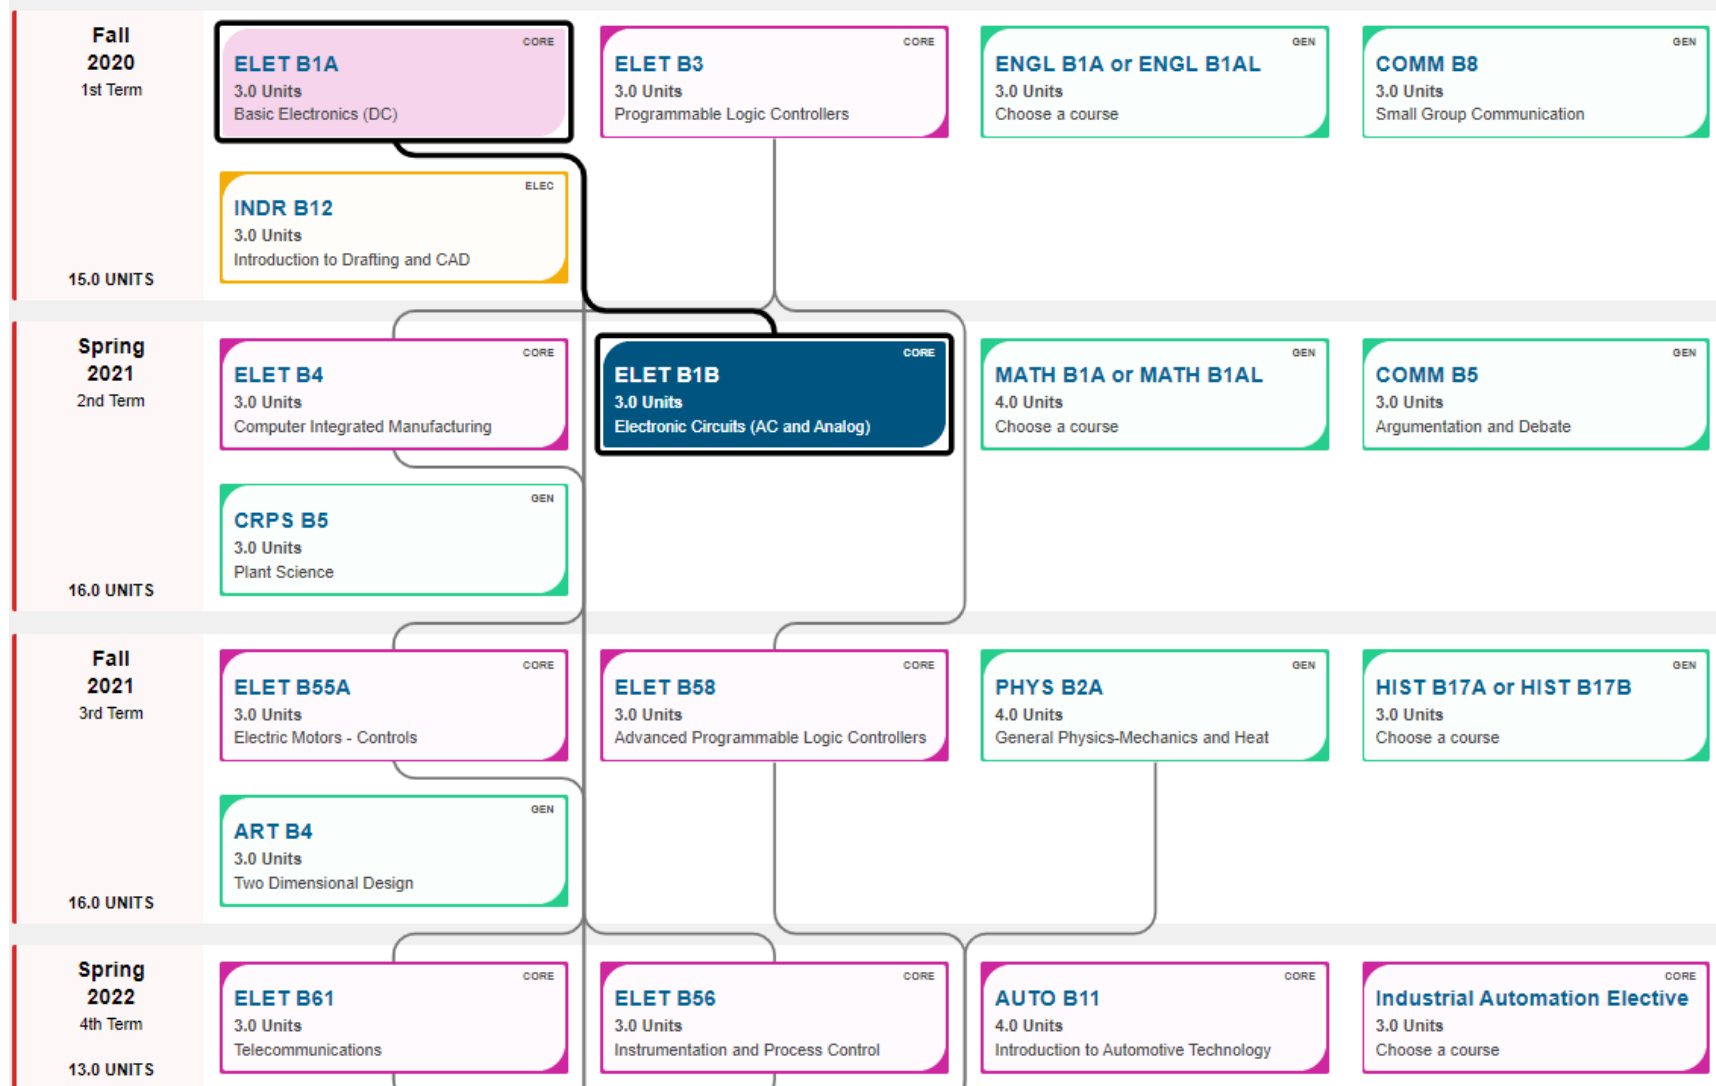 Fall
2020
1st Term
15.0 UNITS
CORE
ELET B1A
3.0 Units
Basic Electronics (DC)
CORE
ELET B3
3.0 Units
Programmable Logic Controllers
GEN
ENGL B1A or ENGL B1AL
3.0 Units
Choose a course
GEN
COMM B8
3.0 Units
Small Group Communication
ELEC
INDR B12
3.0 Units
Introduction to Drafting and CAD
Spring
2021
2nd Term
16.0 UNITS
CORE
ELET B4
3.0 Units
Computer Integrated Manufacturing
CORE
ELET B1B
3.0 Units
Electronic Circuits (AC and Analog)
GEN
MATH B1A or MATH B1AL
4.0 Units
Choose a course
GEN
COMM B5
3.0 Units
Argumentation and Debate
GEN
CRPS B5
3.0 Units
Plant Science
Fall
2021
3rd Term
16.0 UNITS
CORE
ELET B55A
3.0 Units
Electric Motors - Controls
CORE
ELET B58
3.0 Units
Advanced Programmable Logic Controllers
GEN
PHYS B2A
4.0 Units
General Physics-Mechanics and Heat
GEN
HIST B17A or HIST B17B
3.0 Units
Choose a course
GEN
ART B4
3.0 Units
Two Dimensional Design
Spring
2022
4th Term
13.0 UNITS
CORE
ELET B61
3.0 Units
Telecommunications
CORE
ELET B56
3.0 Units
Instrumentation and Process Control
CORE
AUTO B11
4.0 Units
Introduction to Automotive Technology
CORE
Industrial Automation Elective
3.0 Units
Choose a course